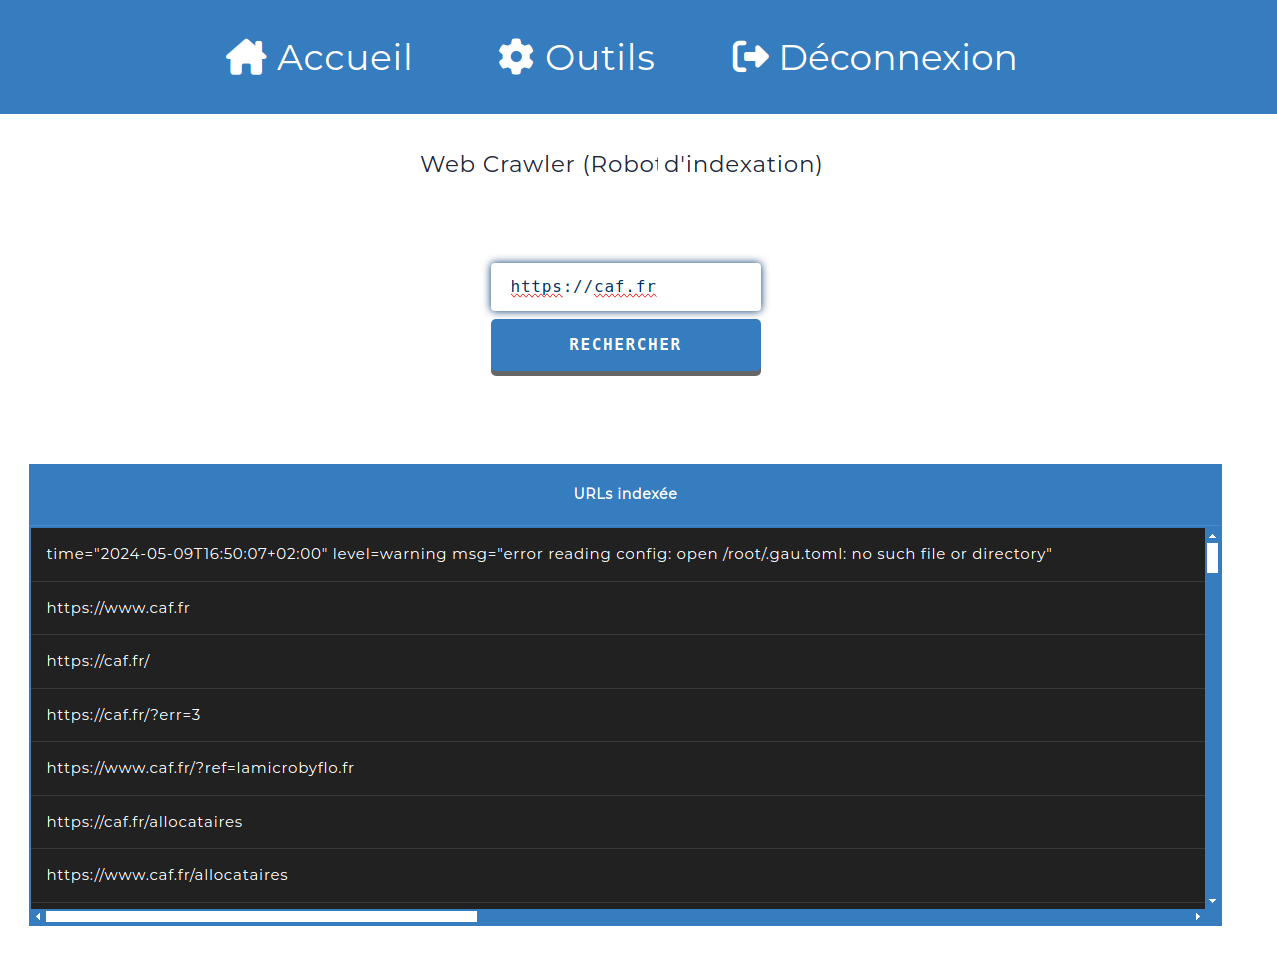 Accueil Outils Déconnexion
Web Crawler (Robot d'indexation)
https://caf.fr
RECHERCHER
URLs indexée
time="2024-05-09T16:50:07+02:00" level=warning msg="error reading config: open /root/.gau.toml: no such file or directory"
https://www.caf.fr
https://caf.fr/
https://caf.fr/?err=3
https://www.caf.fr/?ref=lamicrobyflo.fr
https://caf.fr/allocataires
https://www.caf.fr/allocataires